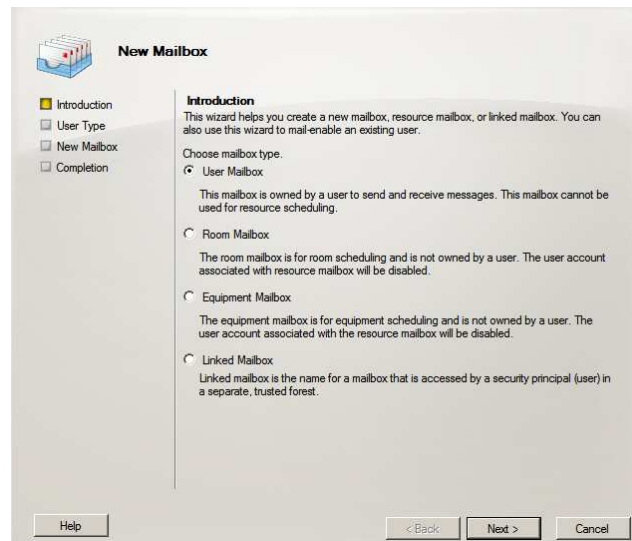 New Mailbox
Introduction
User Type
New Mailbox
Completion
Introduction
This wizard helps you create a new mailbox, resource mailbox, or linked mailbox. You can
also use this wizard to mail-enable an existing user.
Choose mailbox type.
User Mailbox
This mailbox is owned by a user to send and receive messages. This mailbox cannot be
used for resource scheduling.
Room Mailbox
The room mailbox is for room scheduling and is not owned by a user. The user account
associated with resource mailbox will be disabled.
Equipment Mailbox
The equipment mailbox is for equipment scheduling and is not owned by a user. The
user account associated with the resource mailbox will be disabled.
Linked Mailbox
Linked mailbox is the name for a mailbox that is accessed by a security principal (user) in
a separate, trusted forest.
Help
< Back
Next >
Cancel